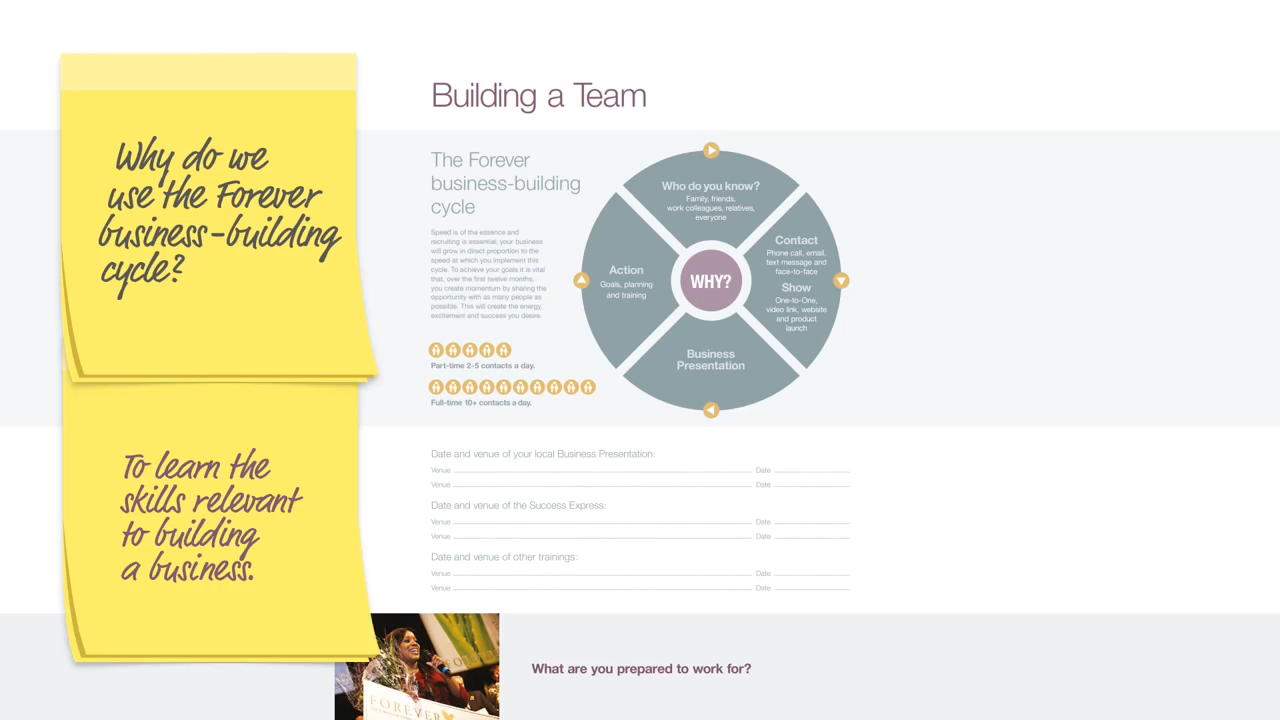 Why do we
use the Forever
business-building
cycle?
To learn the
skills relevant
to building
a business.
Building a Team
The Forever
business-building
cycle
Speed is of the essence and
recruiting is essential; your business
will grow in direct proportion to the
speed at which you implement this
cycle. To achieve your goals it is vital
that, over the first twelve months,
you create momentum by sharing the
opportunity with as many people as
possible. This will create the energy,
excitement and success you desire.
Part-time 2-5 contacts a day.
Full-time 10+ contacts a day.
Who do you know?
Family, friends,
work colleagues, relatives,
everyone
Contact
Phone call, email,
text message and
face-to-face
Show
One-to-One,
video link, website
and product
launch
Business
Presentation
Action
Goals, planning
and training
WHY?
Date and venue of your local Business Presentation:
Venue Date
Venue Date
Date and venue of the Success Express:
Venue Date
Venue Date
Date and venue of other trainings:
Venue Date
Venue Date
FOREVER
What are you prepared to work for?